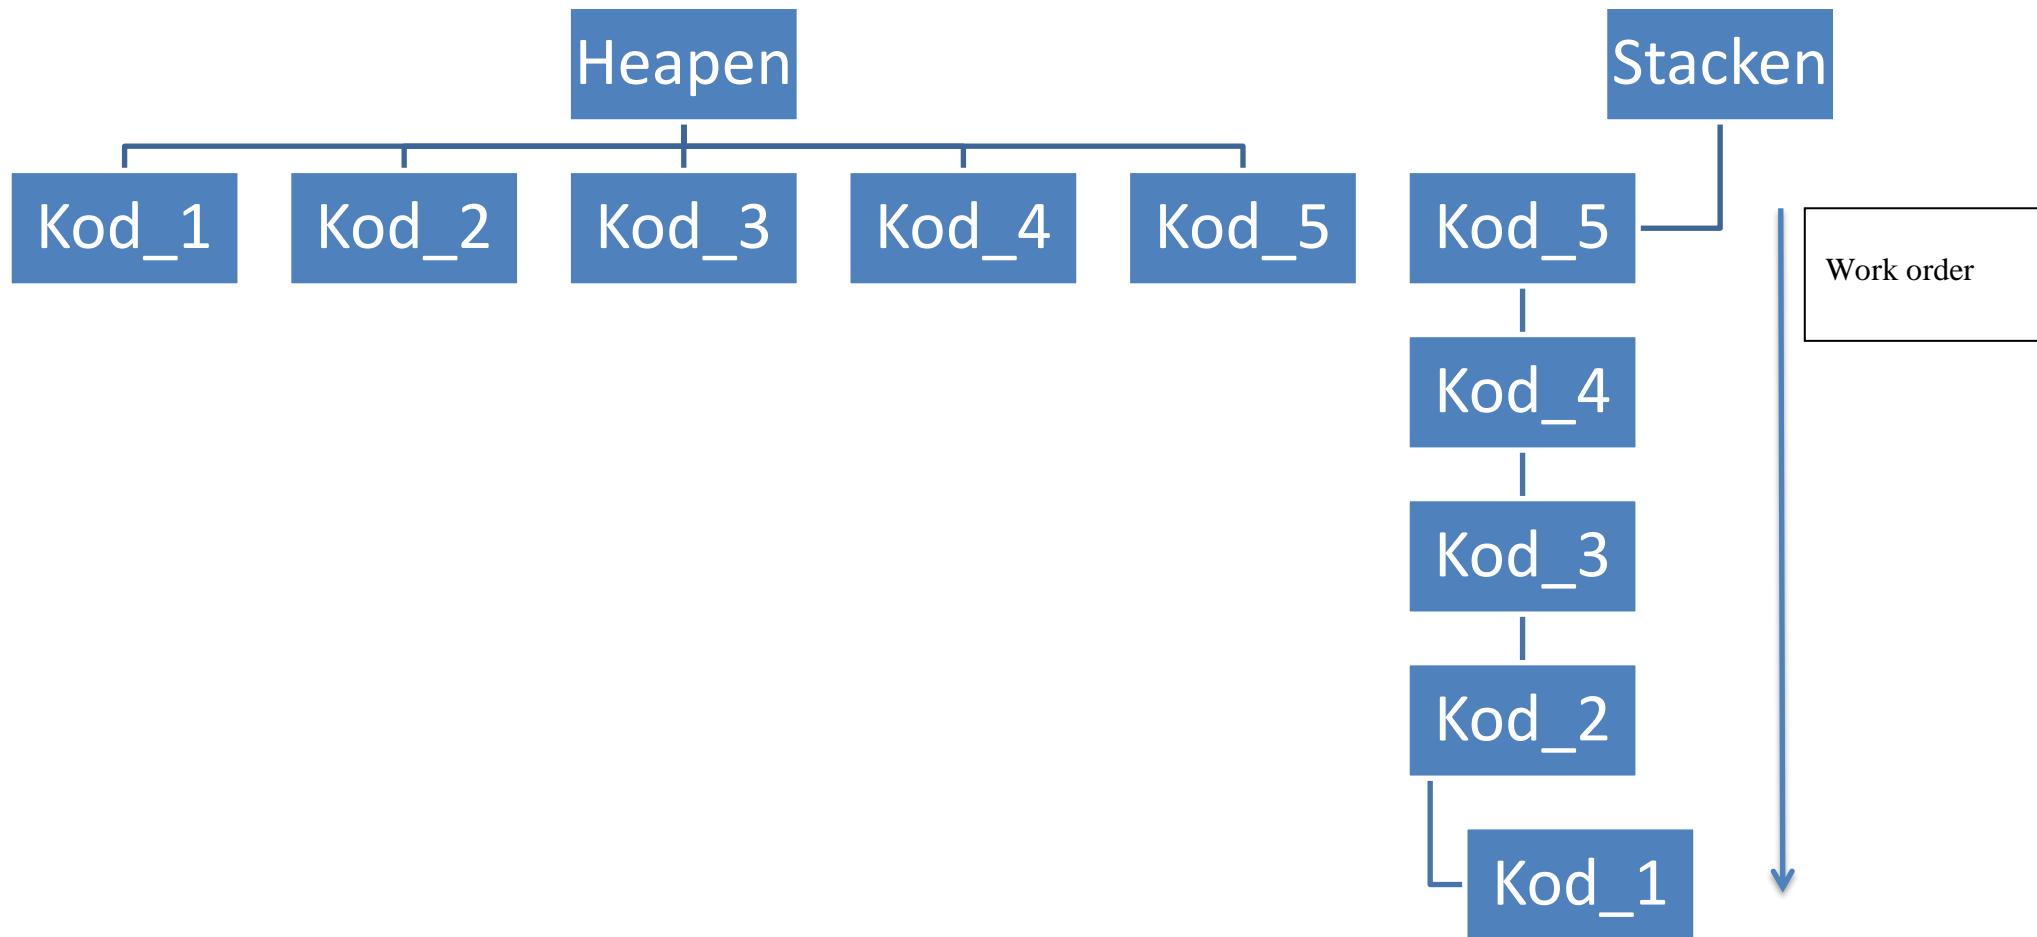 Heapen
Stacken
Kod_1
Kod_2
Kod_3
Kod_4
Kod_5
Kod_5
Work order
Kod_4
Kod_3
Kod_2
Kod_1